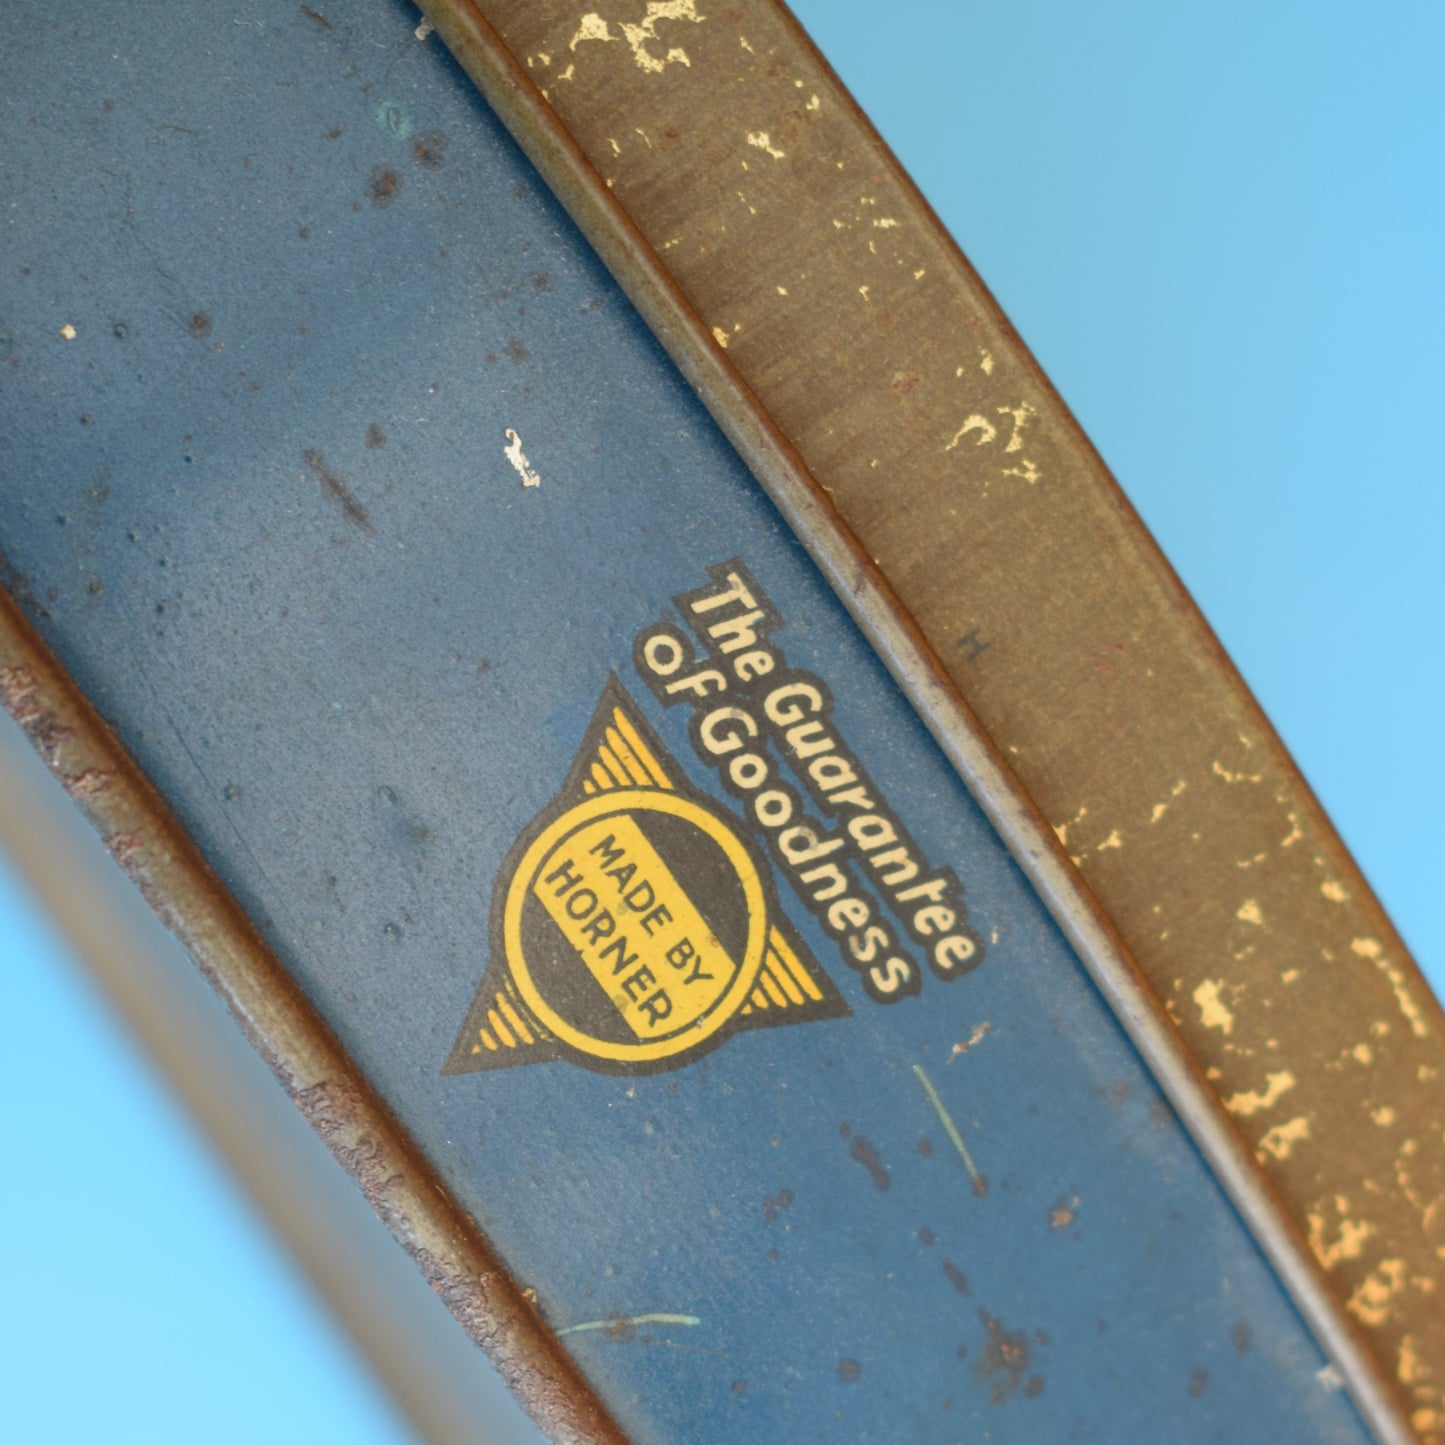 The Guarantee
of Goodness
MADE BY
HORNER
H